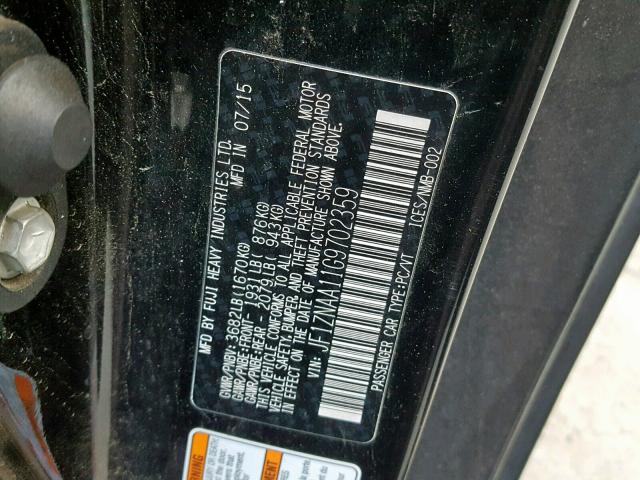 MFD BY FUJI HEAVY INDUSTRIES LTD.
MFD IN 07/15
GVWR/PNBV: 3682LB(1670KG)
GAWR/PNBE:FRONT- 1931LB( 876KG)
GAWR/PNBE:REAR - 2079LB( 943KG)
THIS VEHICLE CONFORMS TO ALL APPLICABLE FEDERAL MOTOR
VEHICLE SAFETY, BUMPER, AND THEFT PREVENTION STANDARDS
IN EFFECT ON THE DATE OF MANUFACTURE SHOWN ABOVE.
VIN: JF1ZNAA11G9702359
PASSENGER CAR TYPE:PC/VT ICES/NMB-002
WARNING